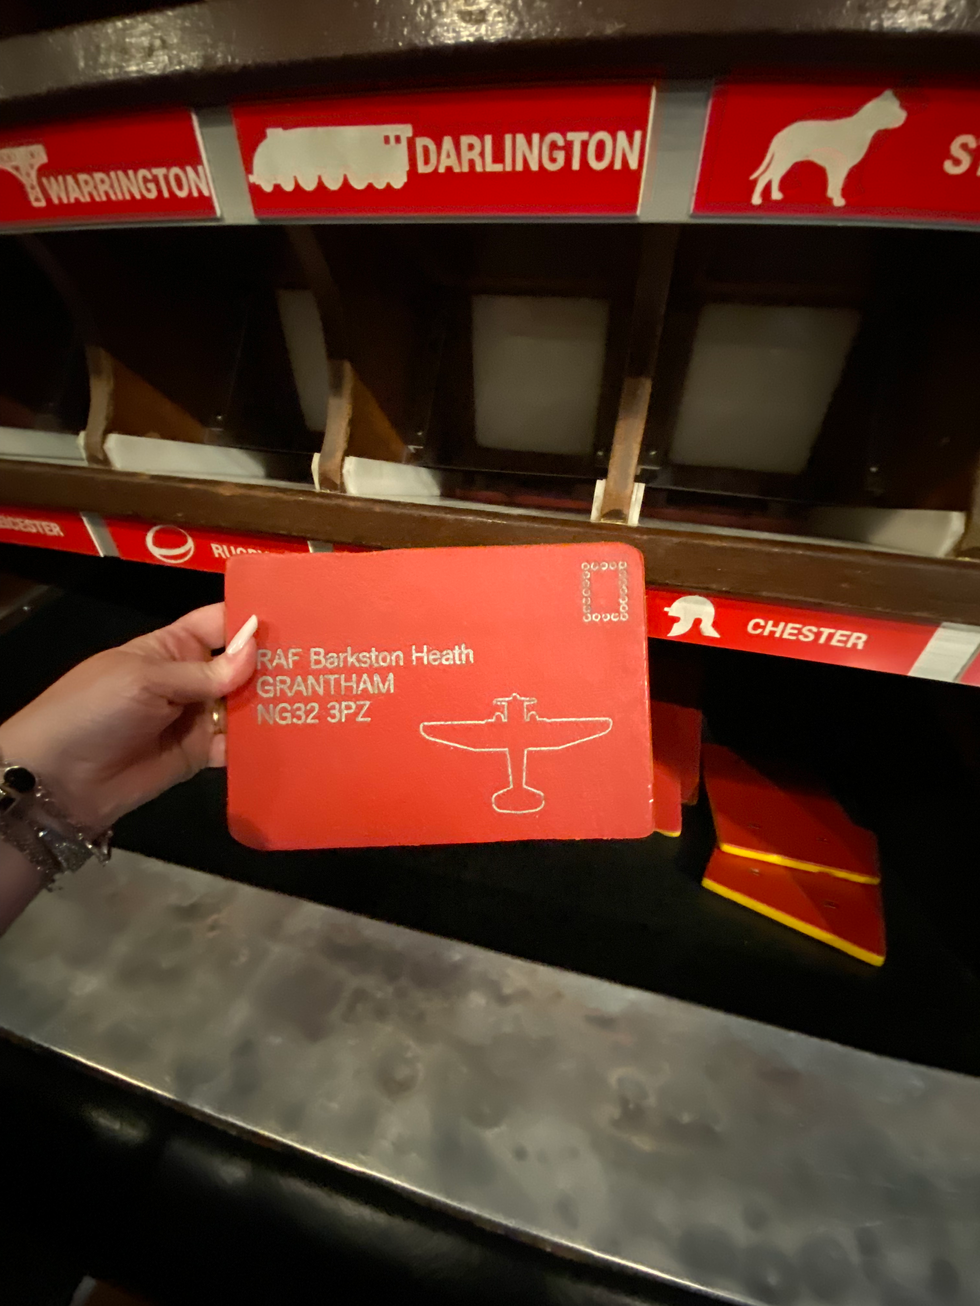 WARRINGTON
DARLINGTON
CHESTER
RAF Barkston Heath
GRANTHAM
NG32 3PZ